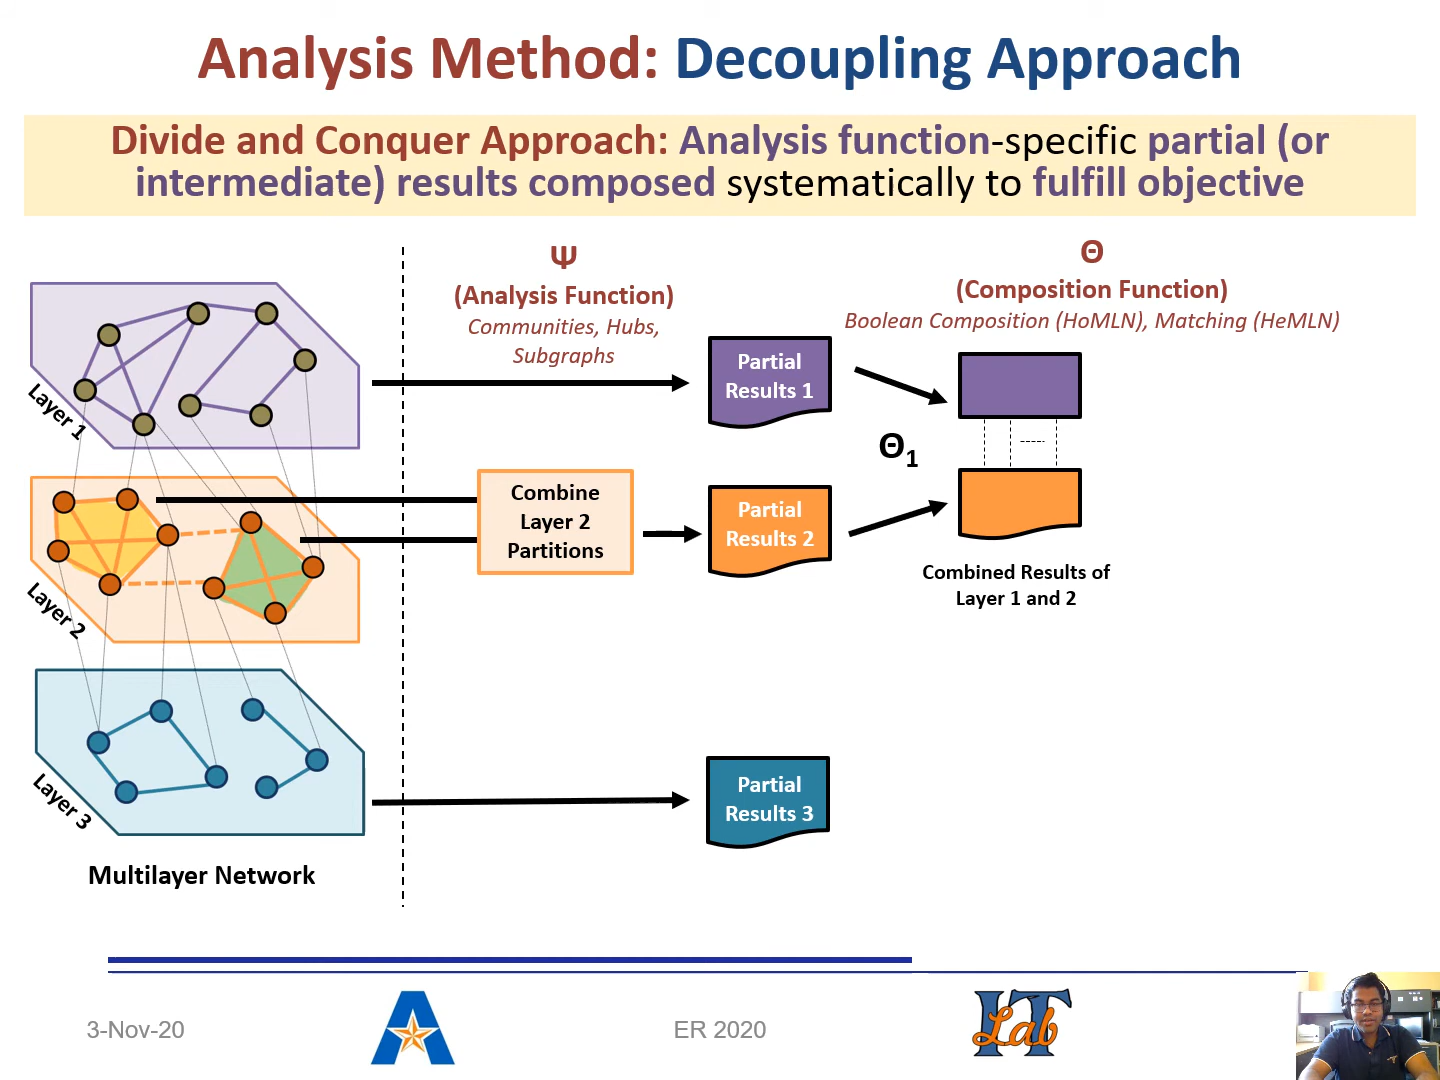 Analysis Method: Decoupling Approach
Divide and Conquer Approach: Analysis function-specific partial (or
intermediate) results composed systematically to fulfill objective
Ψ
(Analysis Function)
Communities, Hubs,
Subgraphs
Θ
(Composition Function)
Boolean Composition (HoMLN), Matching (HeMLN)
Layer 1
Partial
Results 1
Θ1
Layer 2
Combine
Layer 2
Partitions
Partial
Results 2
Combined Results of
Layer 1 and 2
Layer 3
Partial
Results 3
Multilayer Network
3-Nov-20
A
ER 2020
IT
Lab